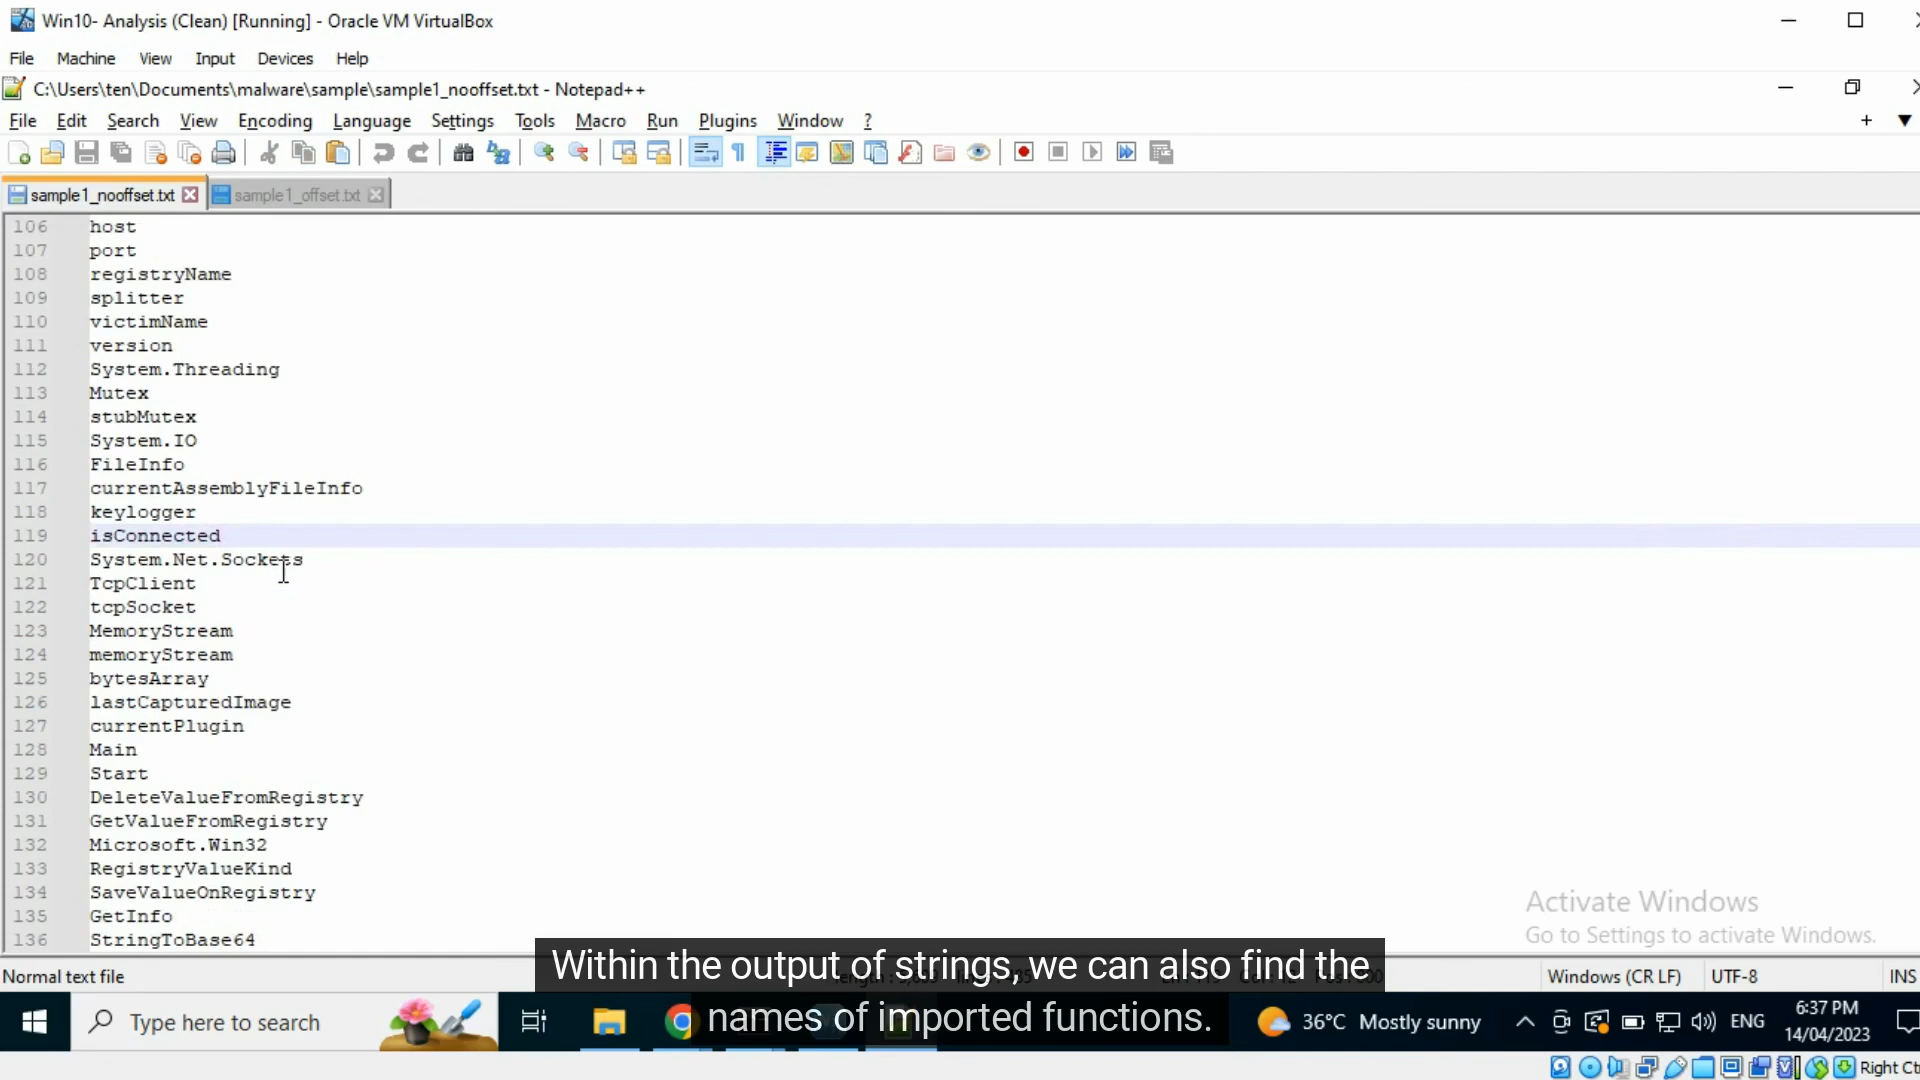 Win10- Analysis (Clean) [Running] - Oracle VM VirtualBox
File Machine View Input Devices Help
C:\Users\ten\Documents\malware\sample\sample1_nooffset.txt - Notepad++
File Edit Search View Encoding Language Settings Tools Macro Run Plugins Window ?
sample1_nooffset.txt sample1_offset.txt
106 host
107 port
108 registryName
109 splitter
110 victimName
111 version
112 System.Threading
113 Mutex
114 stubMutex
115 System.IO
116 FileInfo
117 currentAssemblyFileInfo
118 keylogger
119 isConnected
120 System.Net.Sockets
121 TcpClient
122 tcpSocket
123 MemoryStream
124 memoryStream
125 bytesArray
126 lastCapturedImage
127 currentPlugin
128 Main
129 Start
130 DeleteValueFromRegistry
131 GetValueFromRegistry
132 Microsoft.Win32
133 RegistryValueKind
134 SaveValueOnRegistry
135 GetInfo
136 StringToBase64
Activate Windows
Go to Settings to activate Windows.
Normal text file Windows (CR LF) UTF-8 INS
Within the output of strings, we can also find the
names of imported functions.
Type here to search 36°C Mostly sunny ENG 6:37 PM
14/04/2023
Right Ct